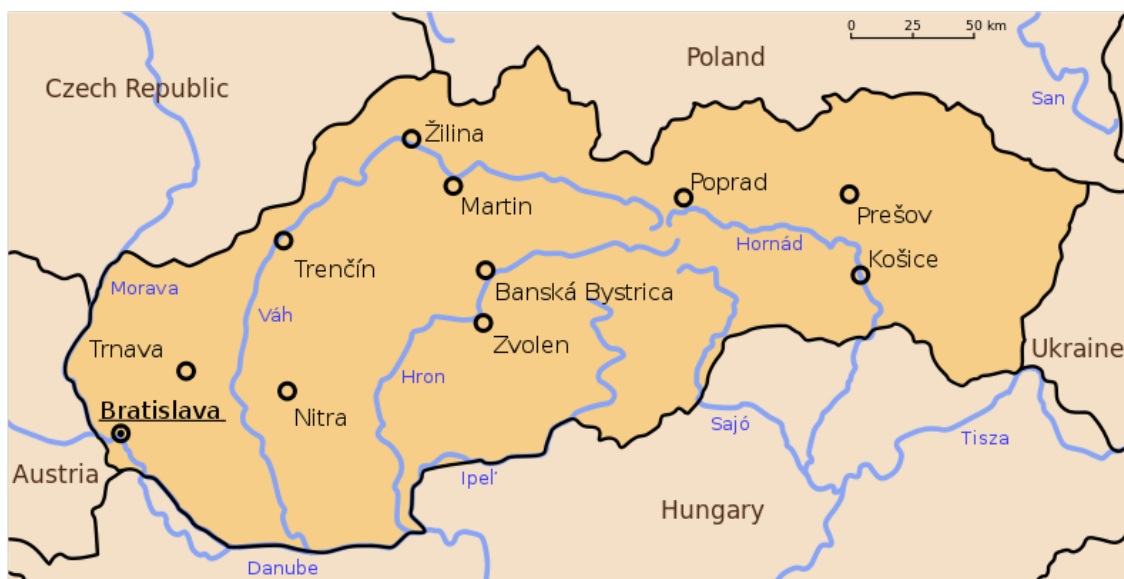 0 25 50 km
Poland
Czech Republic
San
Žilina
Poprad
Martin
Prešov
Hornád
Košice
Trenčín
Morava
Banská Bystrica
Váh
Zvolen
Trnava
Ukraine
Hron
Bratislava
Nitra
Sajó
Tisza
Austria
Ipeľ
Hungary
Danube